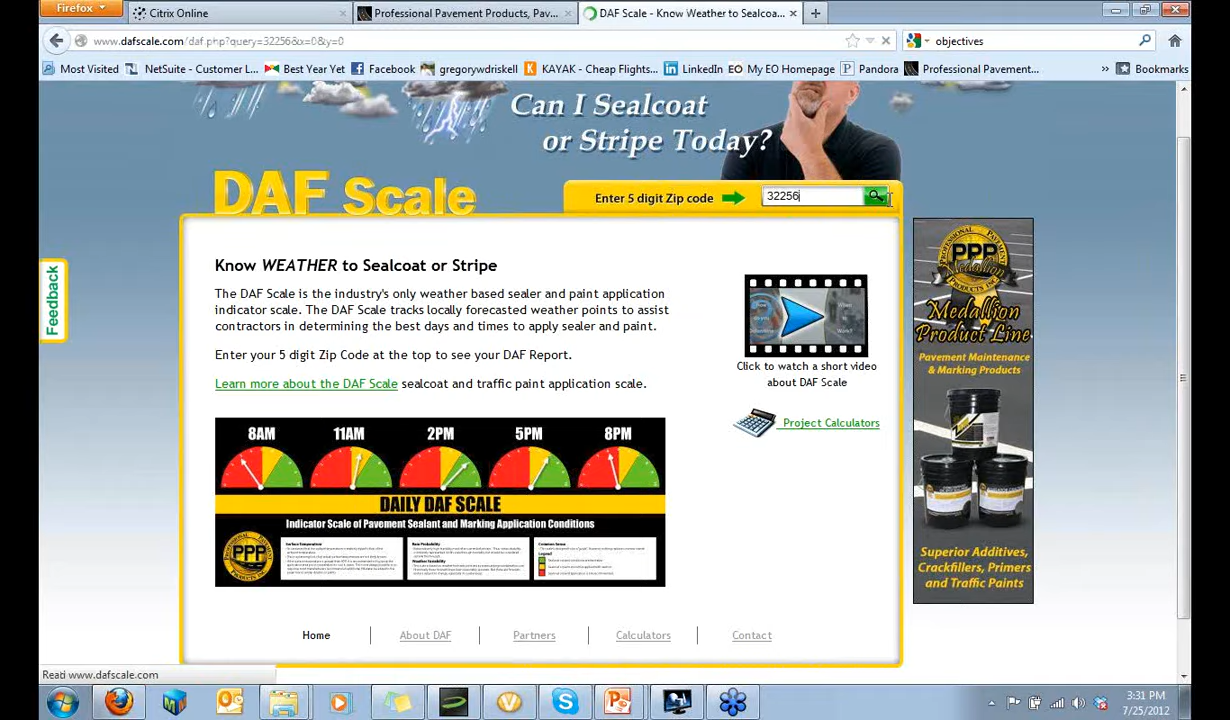 Firefox
Citrix Online
Professional Pavement Products, Pav...
DAF Scale - Know Weather to Sealcoa...
www.dafscale.com/daf.php?query=32256&x=0&y=0
objectives
Most Visited
NetSuite - Customer L...
Best Year Yet
Facebook
gregorywdriskell
KAYAK - Cheap Flights...
LinkedIn
EO My EO Homepage
Pandora
Professional Pavement...
Bookmarks
Can I Sealcoat
or Stripe Today?
DAF Scale
Enter 5 digit Zip code
32256
Feedback
Know WEATHER to Sealcoat or Stripe
The DAF Scale is the industry's only weather based sealer and paint application
indicator scale. The DAF Scale tracks locally forecasted weather points to assist
contractors in determining the best days and times to apply sealer and paint.
Enter your 5 digit Zip Code at the top to see your DAF Report.
Learn more about the DAF Scale sealcoat and traffic paint application scale.
Click to watch a short video
about DAF Scale
Project Calculators
8AM 11AM 2PM 5PM 8PM
DAILY DAF SCALE
Indicator Scale of Pavement Sealant and Marking Application Conditions
PPP
PPP
Medallion
Medallion
Product Line
Pavement Maintenance
& Marking Products
Superior Additives,
Crackfillers, Primers
and Traffic Paints
Home
About DAF
Partners
Calculators
Contact
www.dafscale.com
3:31 PM
7/25/2012